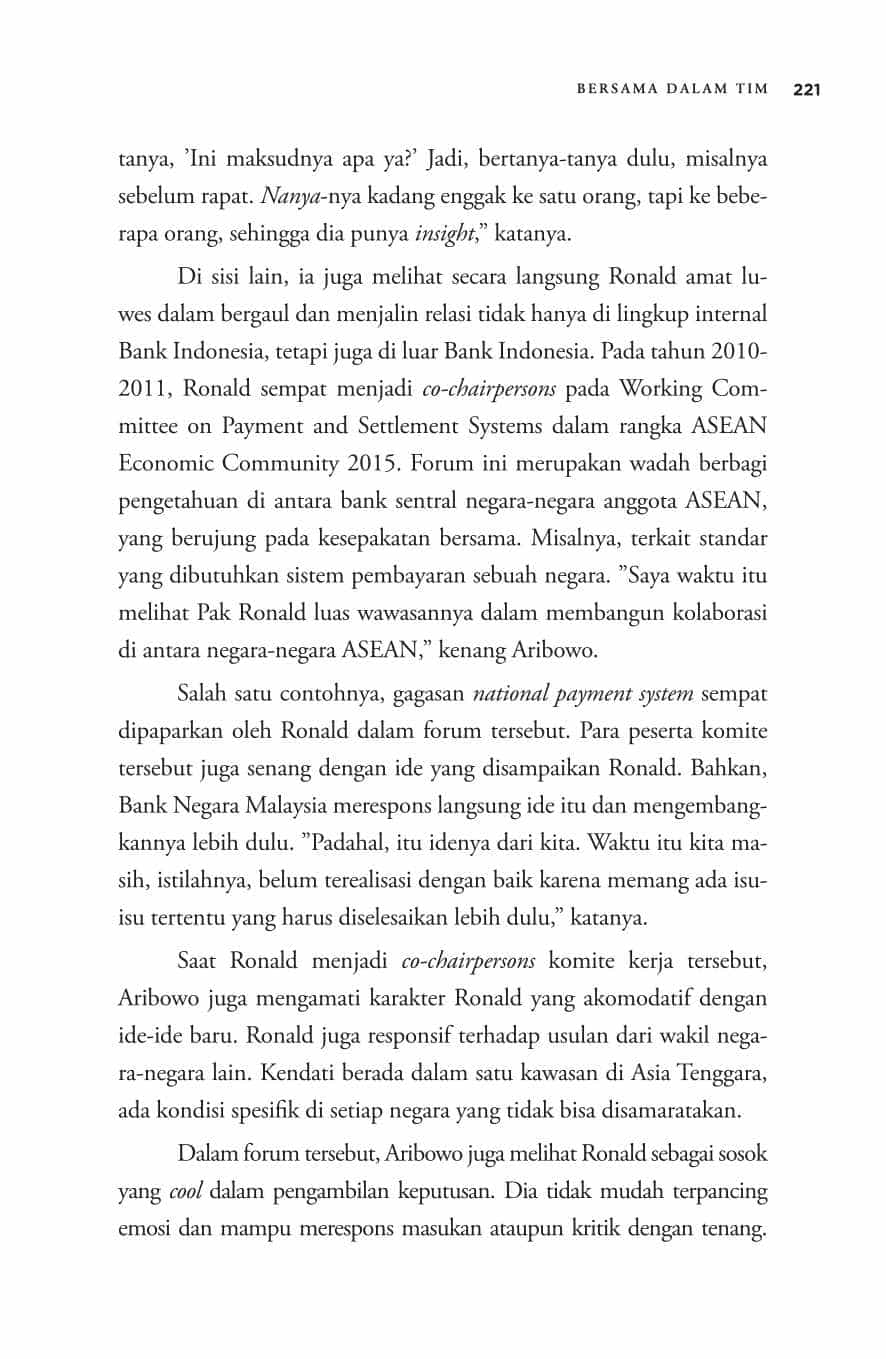 BERSAMA DALAM TIM 221
tanya, ’Ini maksudnya apa ya?’ Jadi, bertanya-tanya dulu, misalnya
sebelum rapat. Nanya-nya kadang enggak ke satu orang, tapi ke bebe-
rapa orang, sehingga dia punya insight,” katanya.
Di sisi lain, ia juga melihat secara langsung Ronald amat lu-
wes dalam bergaul dan menjalin relasi tidak hanya di lingkup internal
Bank Indonesia, tetapi juga di luar Bank Indonesia. Pada tahun 2010-
2011, Ronald sempat menjadi co-chairpersons pada Working Com-
mittee on Payment and Settlement Systems dalam rangka ASEAN
Economic Community 2015. Forum ini merupakan wadah berbagi
pengetahuan di antara bank sentral negara-negara anggota ASEAN,
yang berujung pada kesepakatan bersama. Misalnya, terkait standar
yang dibutuhkan sistem pembayaran sebuah negara. ”Saya waktu itu
melihat Pak Ronald luas wawasannya dalam membangun kolaborasi
di antara negara-negara ASEAN,” kenang Aribowo.
Salah satu contohnya, gagasan national payment system sempat
dipaparkan oleh Ronald dalam forum tersebut. Para peserta komite
tersebut juga senang dengan ide yang disampaikan Ronald. Bahkan,
Bank Negara Malaysia merespons langsung ide itu dan mengembang-
kannya lebih dulu. ”Padahal, itu idenya dari kita. Waktu itu kita ma-
sih, istilahnya, belum terealisasi dengan baik karena memang ada isu-
isu tertentu yang harus diselesaikan lebih dulu,” katanya.
Saat Ronald menjadi co-chairpersons komite kerja tersebut,
Aribowo juga mengamati karakter Ronald yang akomodatif dengan
ide-ide baru. Ronald juga responsif terhadap usulan dari wakil nega-
ra-negara lain. Kendati berada dalam satu kawasan di Asia Tenggara,
ada kondisi spesifik di setiap negara yang tidak bisa disamaratakan.
Dalam forum tersebut, Aribowo juga melihat Ronald sebagai sosok
yang cool dalam pengambilan keputusan. Dia tidak mudah terpancing
emosi dan mampu merespons masukan ataupun kritik dengan tenang.